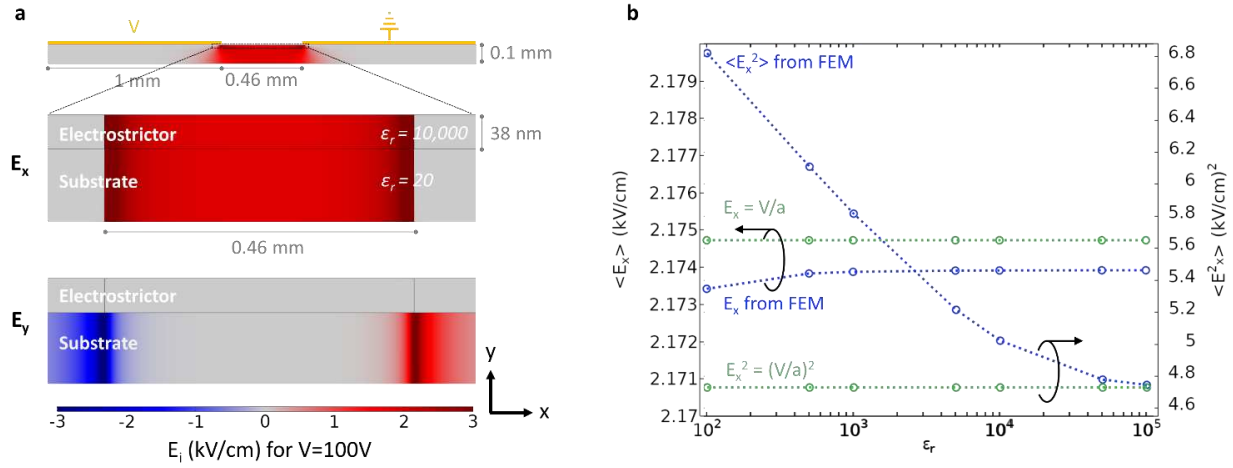 a
V
0.1 mm
1 mm
0.46 mm
Electrostrictor
εr = 10,000
38 nm
Ex
Substrate
εr = 20
0.46 mm
Electrostrictor
Ey
Substrate
y
x
-3 -2 -1 0 1 2 3
Ei (kV/cm) for V=100V
b
2.179
2.178
2.177
2.176
2.175
2.174
2.173
2.172
2.171
2.17
<Ex> (kV/cm)
<Ex²> from FEM
Ex = V/a
Ex from FEM
Ex² = (V/a)²
6.8
6.6
6.4
6.2
6
5.8
5.6
5.4
5.2
5
4.8
4.6
<E²x> (kV/cm)²
10² 10³ 10⁴ 10⁵
εr